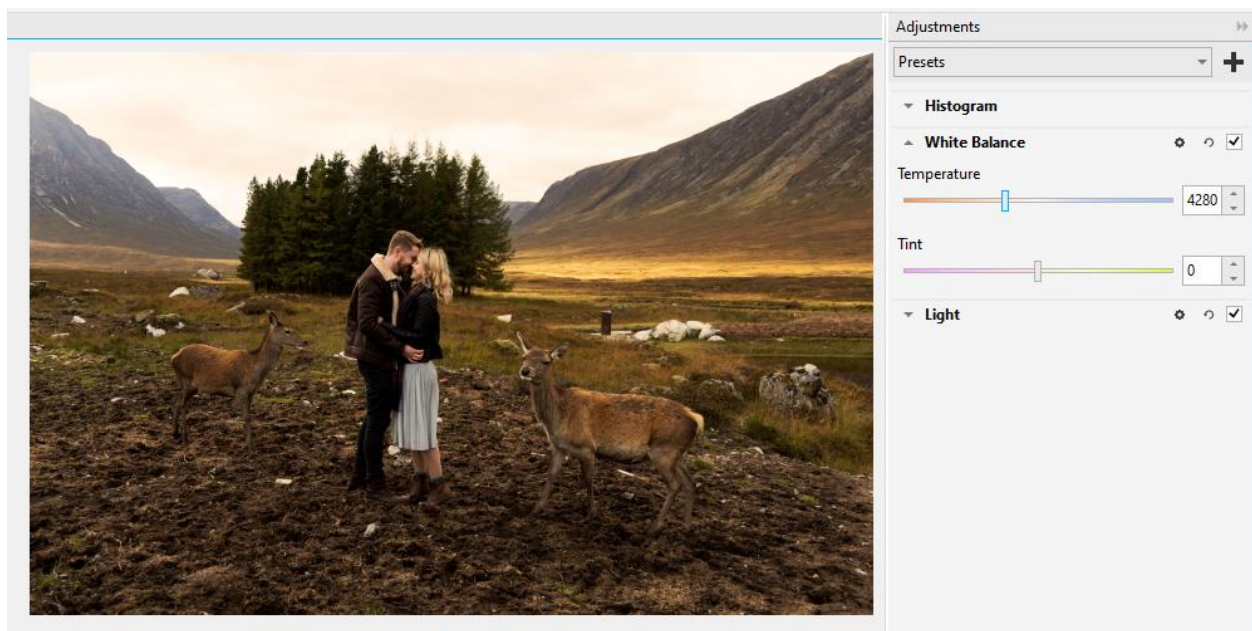 Adjustments
Presets
Histogram
White Balance
Temperature
4280
Tint
0
Light